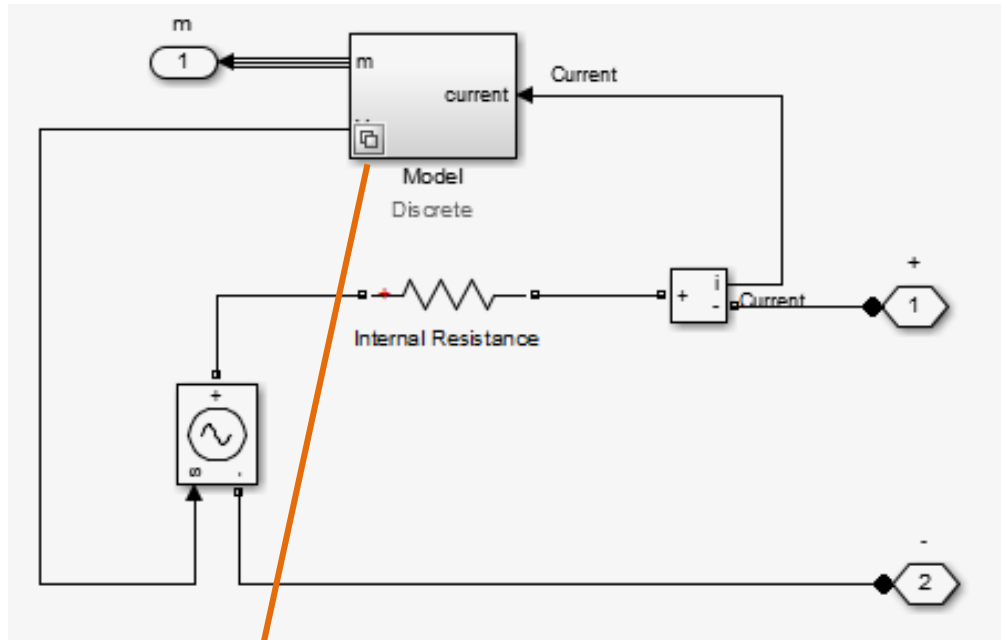 m
1
m
current
Current
Model
Discrete
+
i
+
-
Current
1
Internal Resistance
+
s
-
-
2